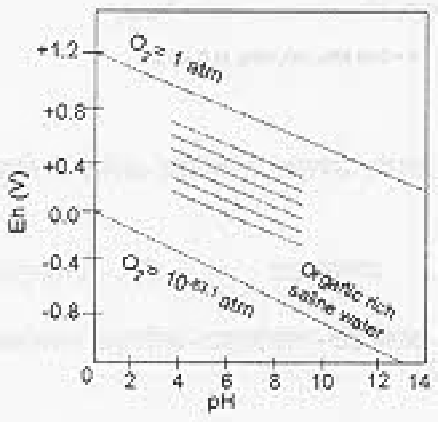 O₂ = 1 atm
+1.2
+0.8
+0.4
0.0
-0.4
-0.8
Eh (V)
O₂ = 10⁻⁸³·¹ atm
Organic rich
saline water
0 2 4 6 8 10 12 14
pH